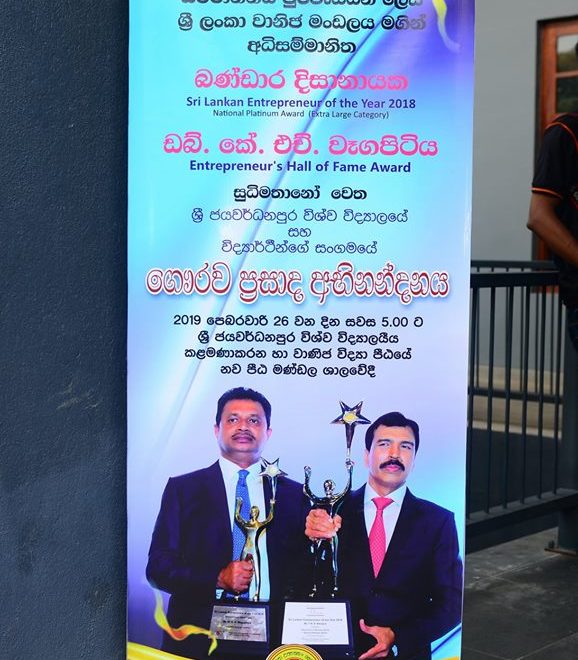 ශ්‍රී ලංකා වානිජ මංඩලය මගින්
අධිසම්මානිත
බණ්ඩාර දිසානායක
Sri Lankan Entrepreneur of the Year 2018
National Platinum Award (Extra Large Category)
ඩබ්. කේ. එච්. වෑගපිටිය
Entrepreneur's Hall of Fame Award
සුධිමතානෝ වෙත
ශ්‍රී ජයවර්ධනපුර විශ්ව විද්‍යාලයේ
සහ
විද්‍යාර්ථීන්ගේ සංගමයේ
ගෞරව ප්‍රසාද අභිනන්දනය
2019 පෙබරවාරි 26 වන දින සවස 5.00 ට
ශ්‍රී ජයවර්ධනපුර විශ්ව විද්‍යාලයීය
කළමණාකරන හා වාණිජ විද්‍යා පීඨයේ
නව පීඨ මණ්ඩල ශාලාවේදී